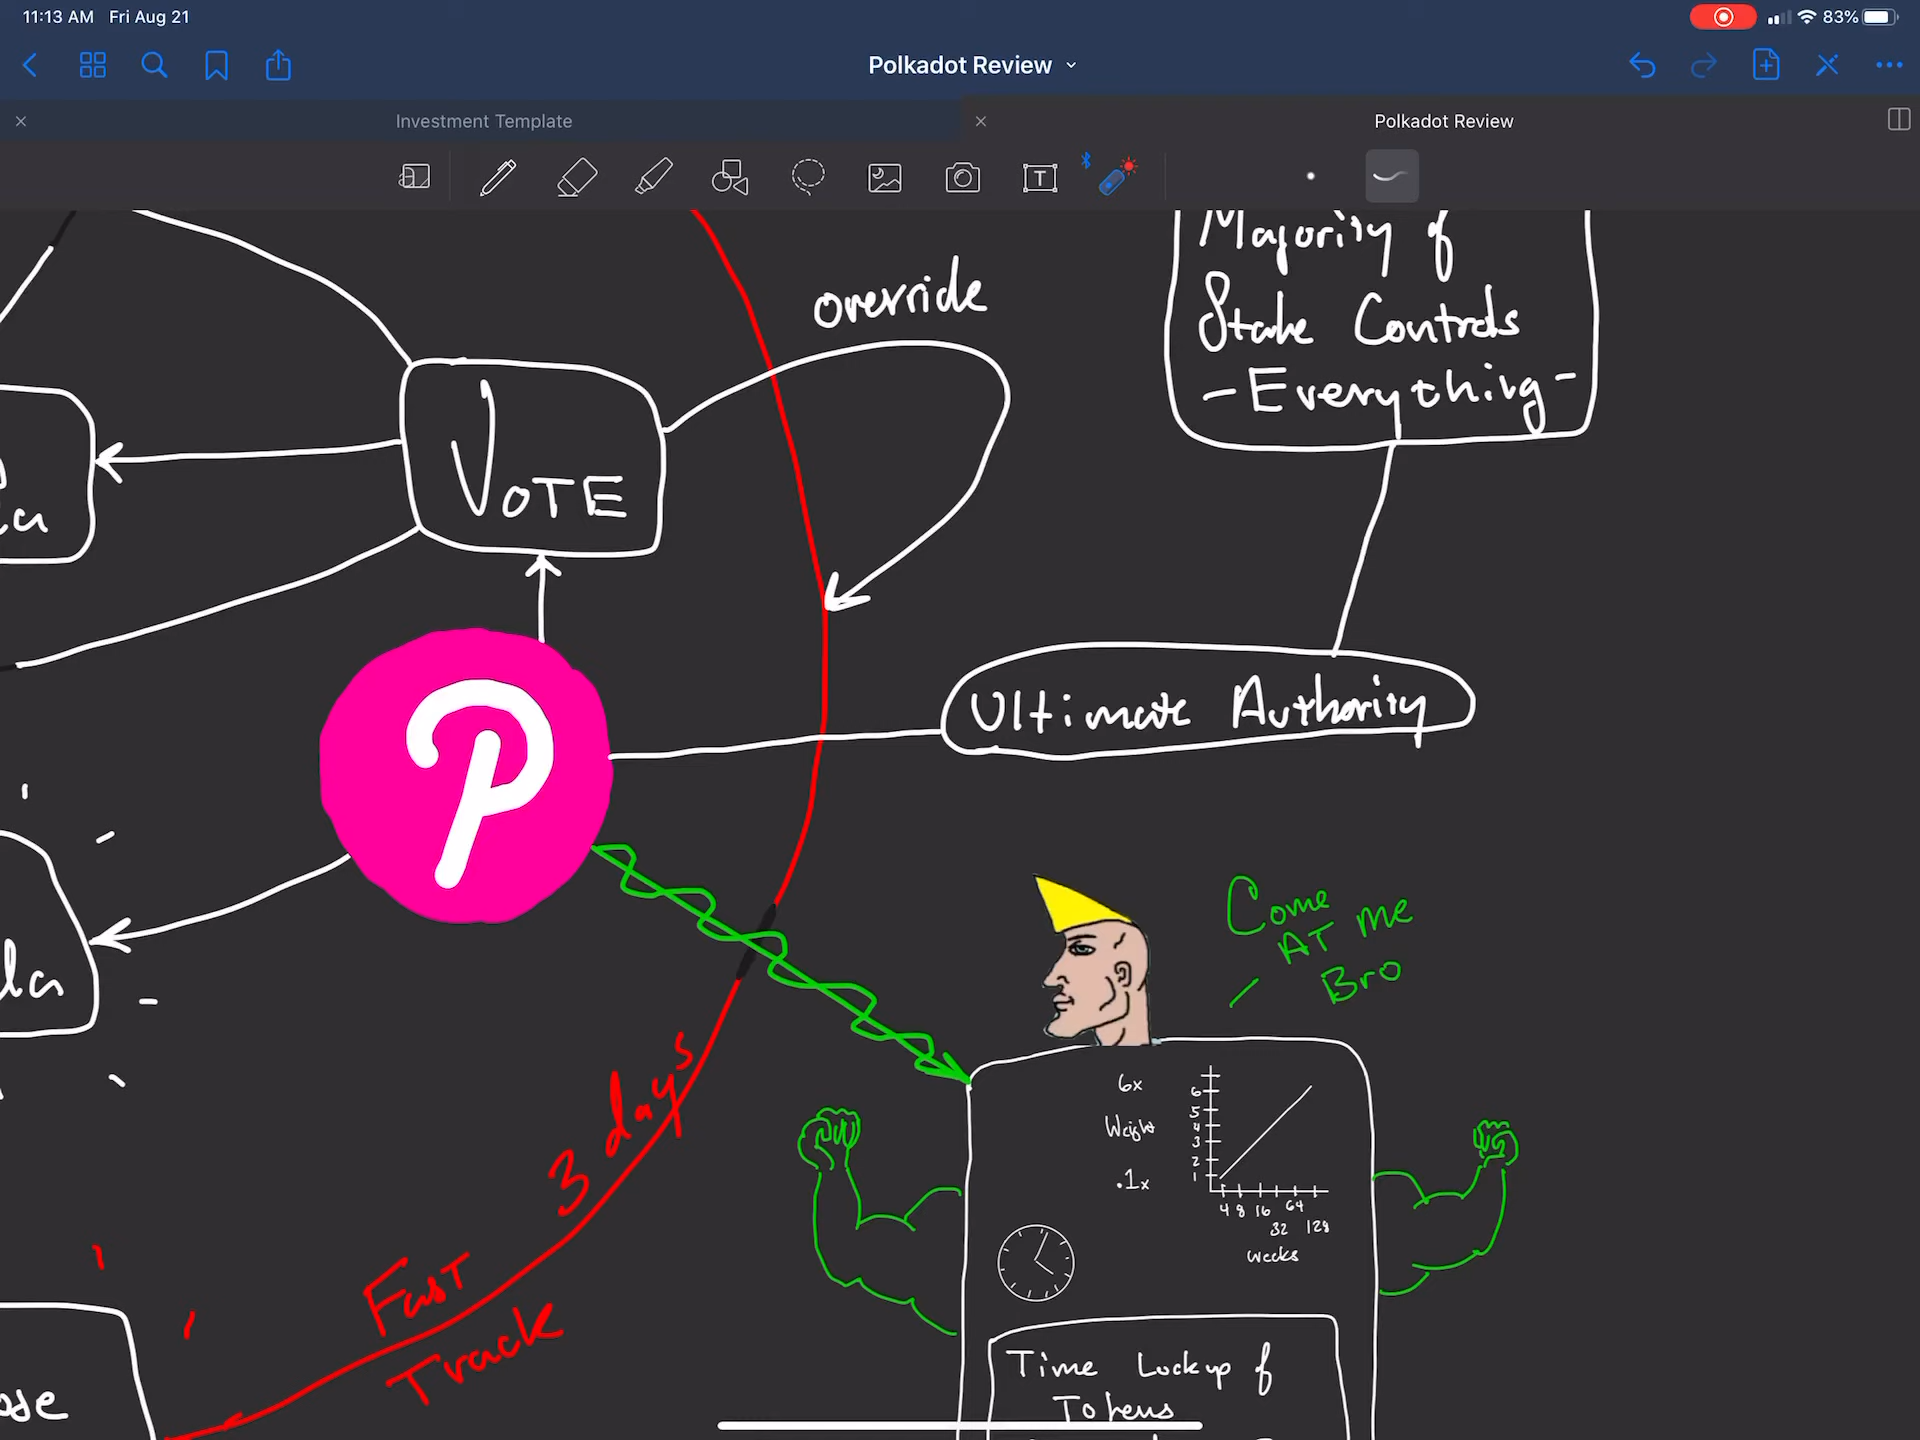 11:13 AM Fri Aug 21
83%
Polkadot Review
Investment Template
Polkadot Review
T
override
Majority of
Stake Controls
-Everything-
VOTE
Ultimate Authority
P
Come
AT me
Bro
3 days
Fast
Track
6x
Weight
.1x
6
5
4
3
2
1
4 8 16 32 64 128
weeks
Time Lockup of
Tokens